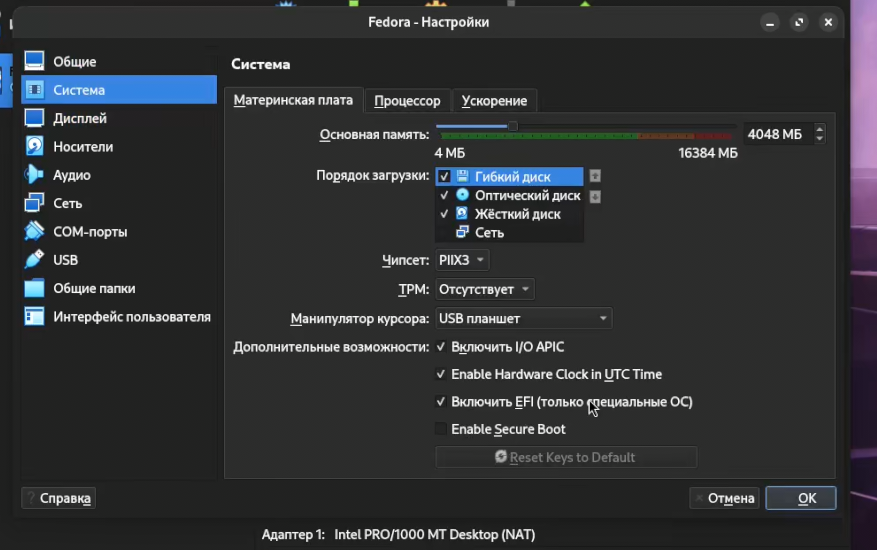 Fedora - Настройки
Общие
Система
Дисплей
Носители
Аудио
Сеть
COM-порты
USB
Общие папки
Интерфейс пользователя
Система
Материнская плата Процессор Ускорение
Основная память: 4048 МБ
4 МБ 16384 МБ
Порядок загрузки: Гибкий диск
Оптический диск
Жёсткий диск
Сеть
Чипсет: PIIX3
TPM: Отсутствует
Манипулятор курсора: USB планшет
Дополнительные возможности: Включить I/O APIC
Enable Hardware Clock in UTC Time
Включить EFI (только специальные ОС)
Enable Secure Boot
Reset Keys to Default
Справка Отмена OK
Адаптер 1: Intel PRO/1000 MT Desktop (NAT)